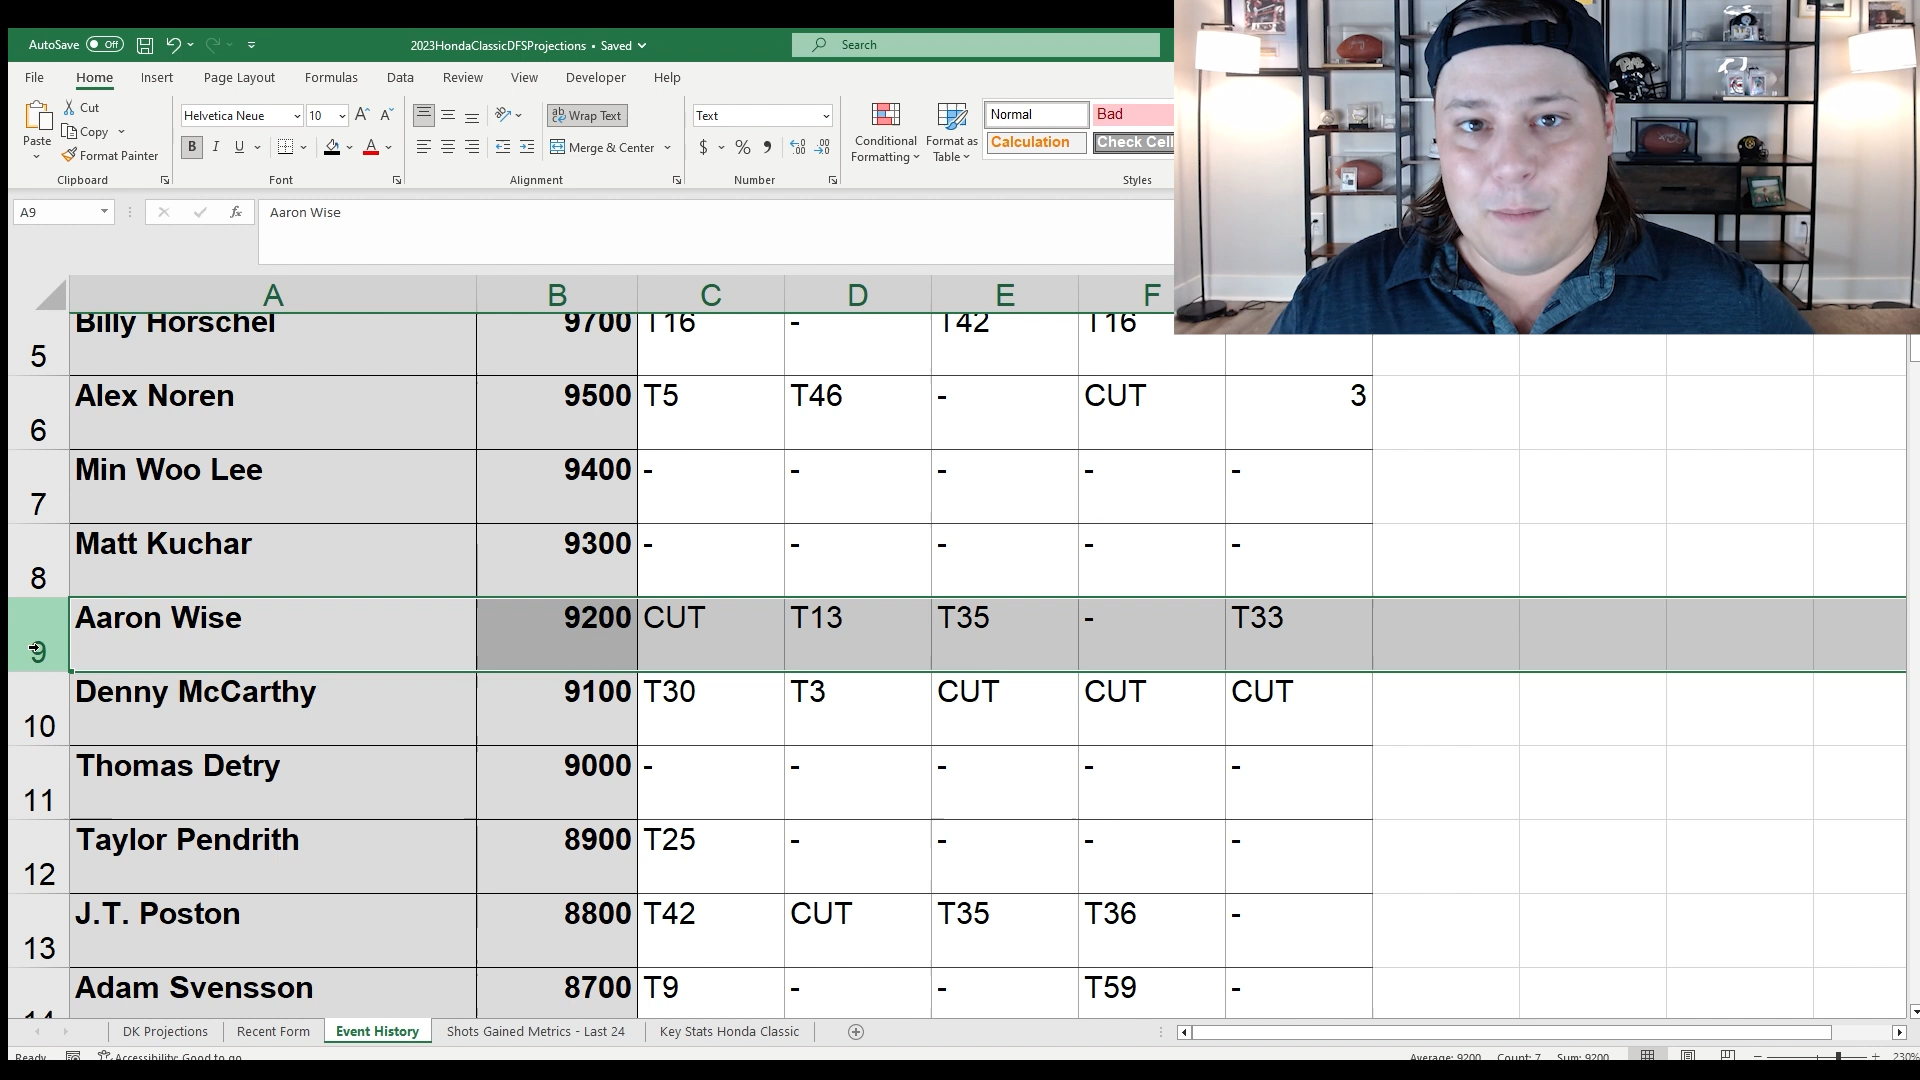 AutoSave Off 2023HondaClassicDFSProjections • Saved Search
File Home Insert Page Layout Formulas Data Review View Developer Help
Cut
Copy
Format Painter
Paste
Clipboard
Helvetica Neue 10
B I U
Font
Wrap Text
Merge & Center
Alignment
Text
$ %
Number
Conditional Formatting
Format as Table
Normal Bad
Calculation Check Cell
Styles
A9 fx Aaron Wise
A B C D E F
5 Billy Horschel 9700 T16 - T42 T16
6 Alex Noren 9500 T5 T46 - CUT 3
7 Min Woo Lee 9400 - - - - -
8 Matt Kuchar 9300 - - - - -
9 Aaron Wise 9200 CUT T13 T35 - T33
10 Denny McCarthy 9100 T30 T3 CUT CUT CUT
11 Thomas Detry 9000 - - - - -
12 Taylor Pendrith 8900 T25 - - - -
13 J.T. Poston 8800 T42 CUT T35 T36 -
14 Adam Svensson 8700 T9 - - T59 -
DK Projections Recent Form Event History Shots Gained Metrics - Last 24 Key Stats Honda Classic
Ready Accessibility: Good to go Average: 9200 Count: 7 Sum: 9200 230%